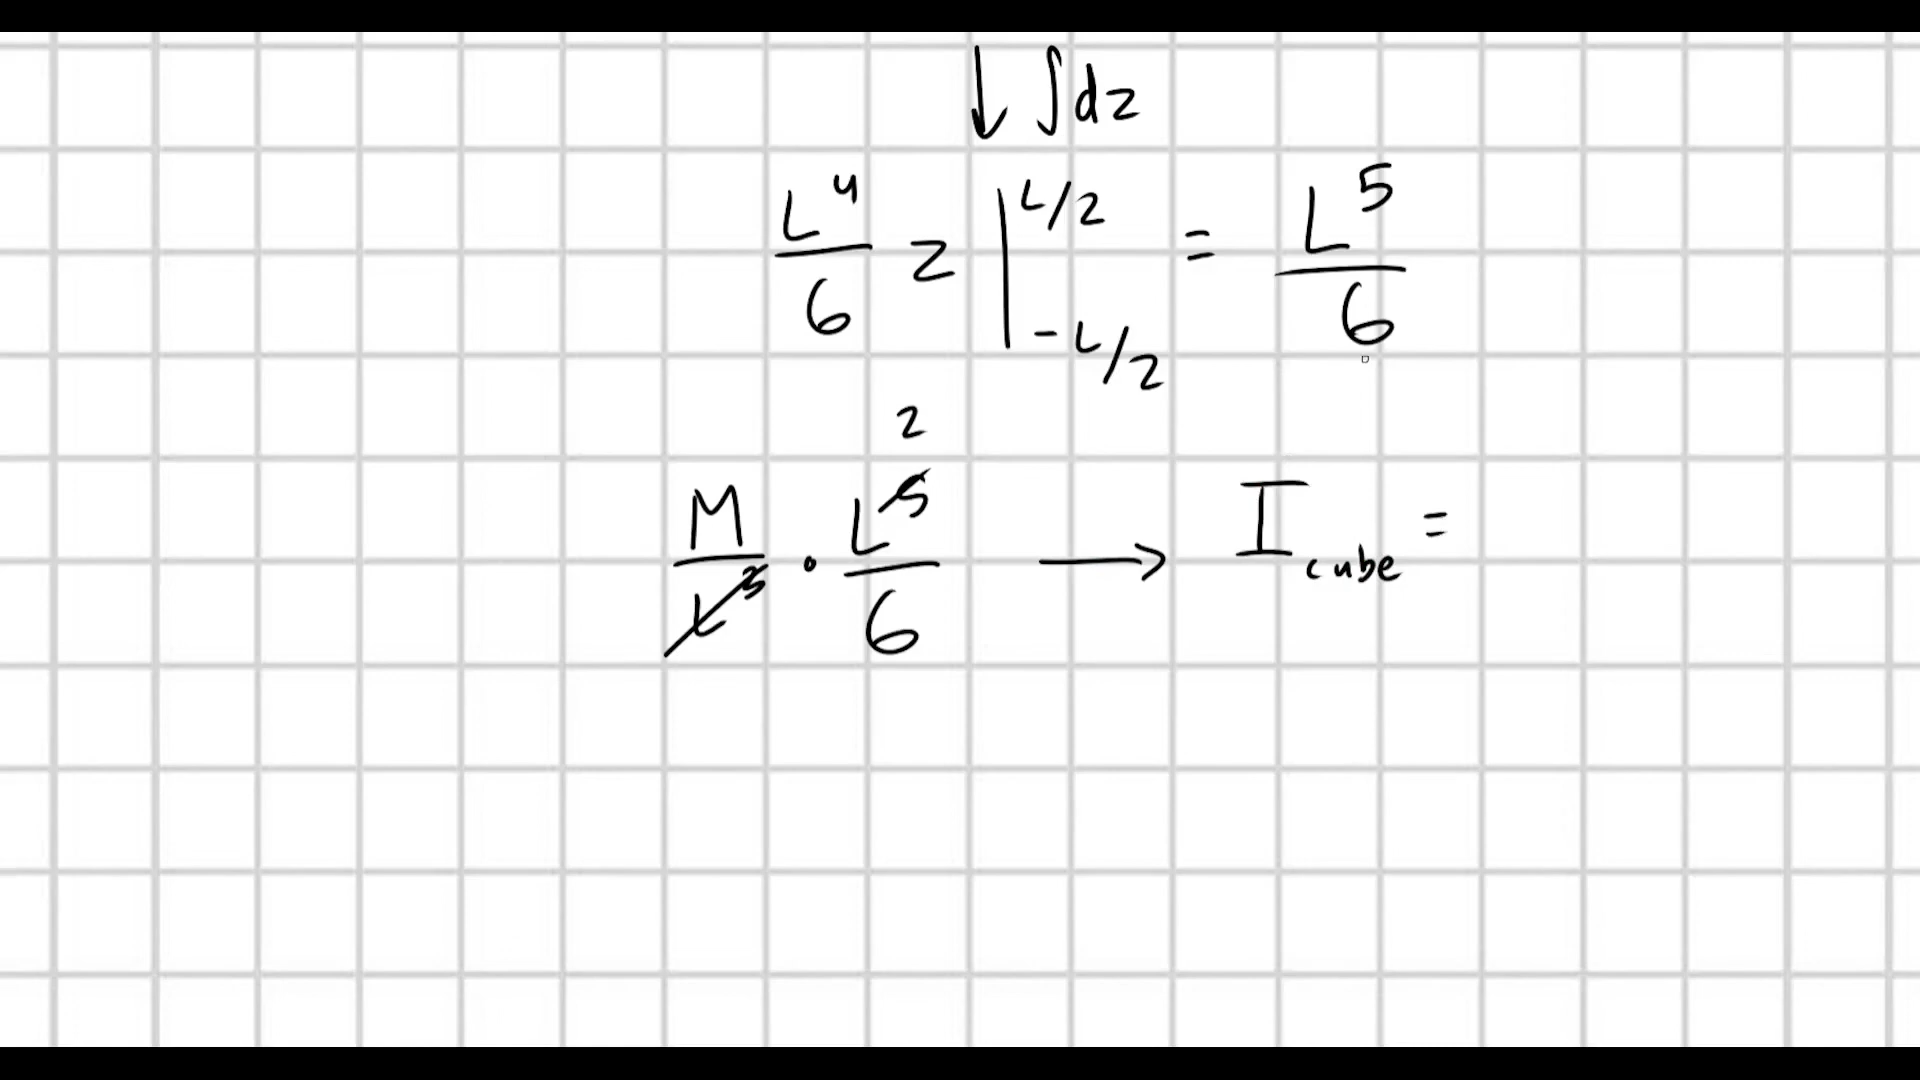 ↓ ∫dz
L⁴/6 z |_{-L/2}^{L/2} = L⁵/6
2
M/L³ · L⁵/6 → I_cube =